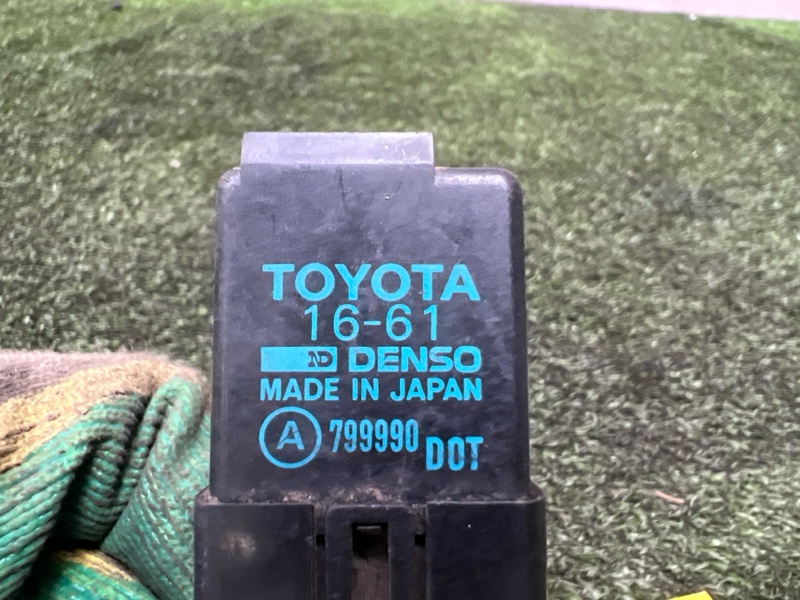 TOYOTA
16-61
ND DENSO
MADE IN JAPAN
A 799990 DOT